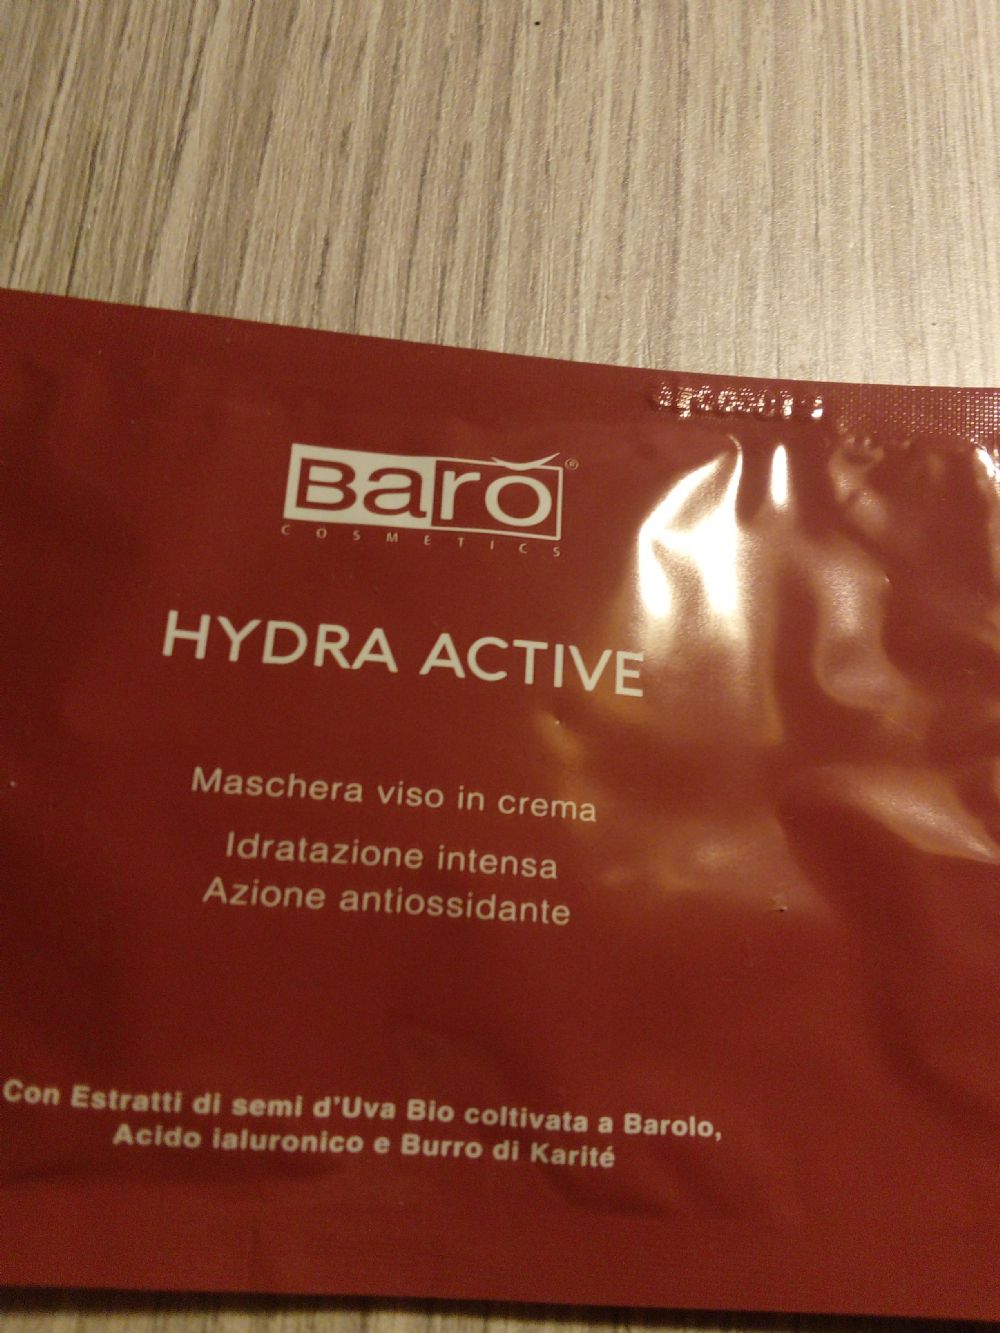 Barò®
COSMETICS
HYDRA ACTIVE
Maschera viso in crema
Idratazione intensa
Azione antiossidante
Con Estratti di semi d'Uva Bio coltivata a Barolo,
Acido ialuronico e Burro di Karité